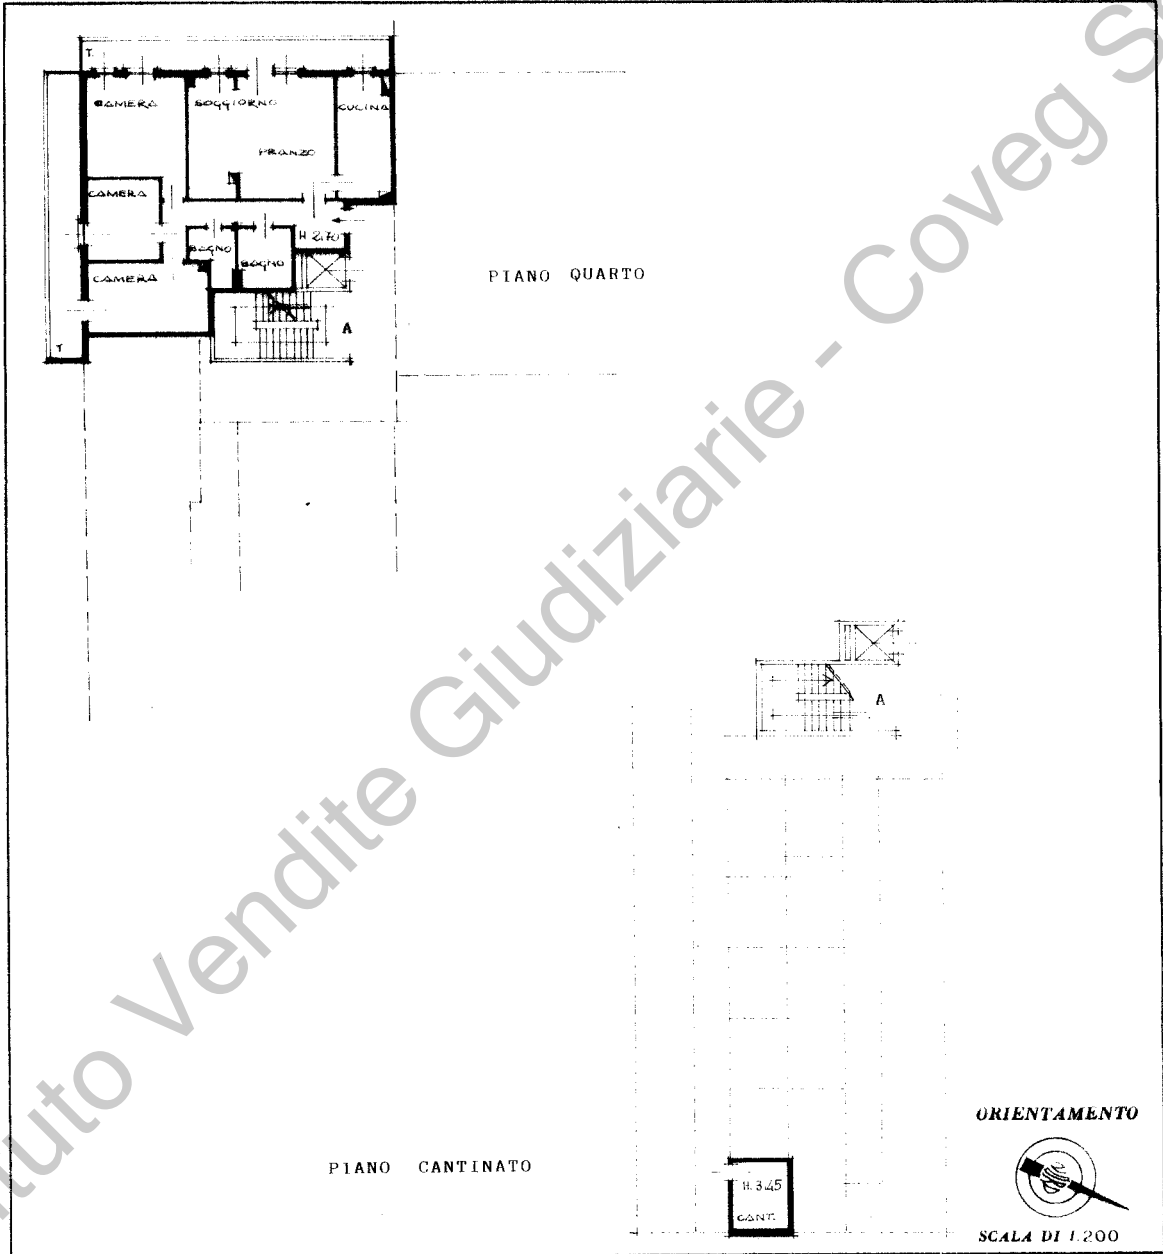 T.
CAMERA
SOGGIORNO
CUCINA
PRANZO
CAMERA
H 2.70
BAGNO
BAGNO
CAMERA
PIANO QUARTO
A
T
A
ORIENTAMENTO
PIANO CANTINATO
H. 3.45
CANT.
SCALA DI 1:200
Vendite Giudiziarie - Coveg